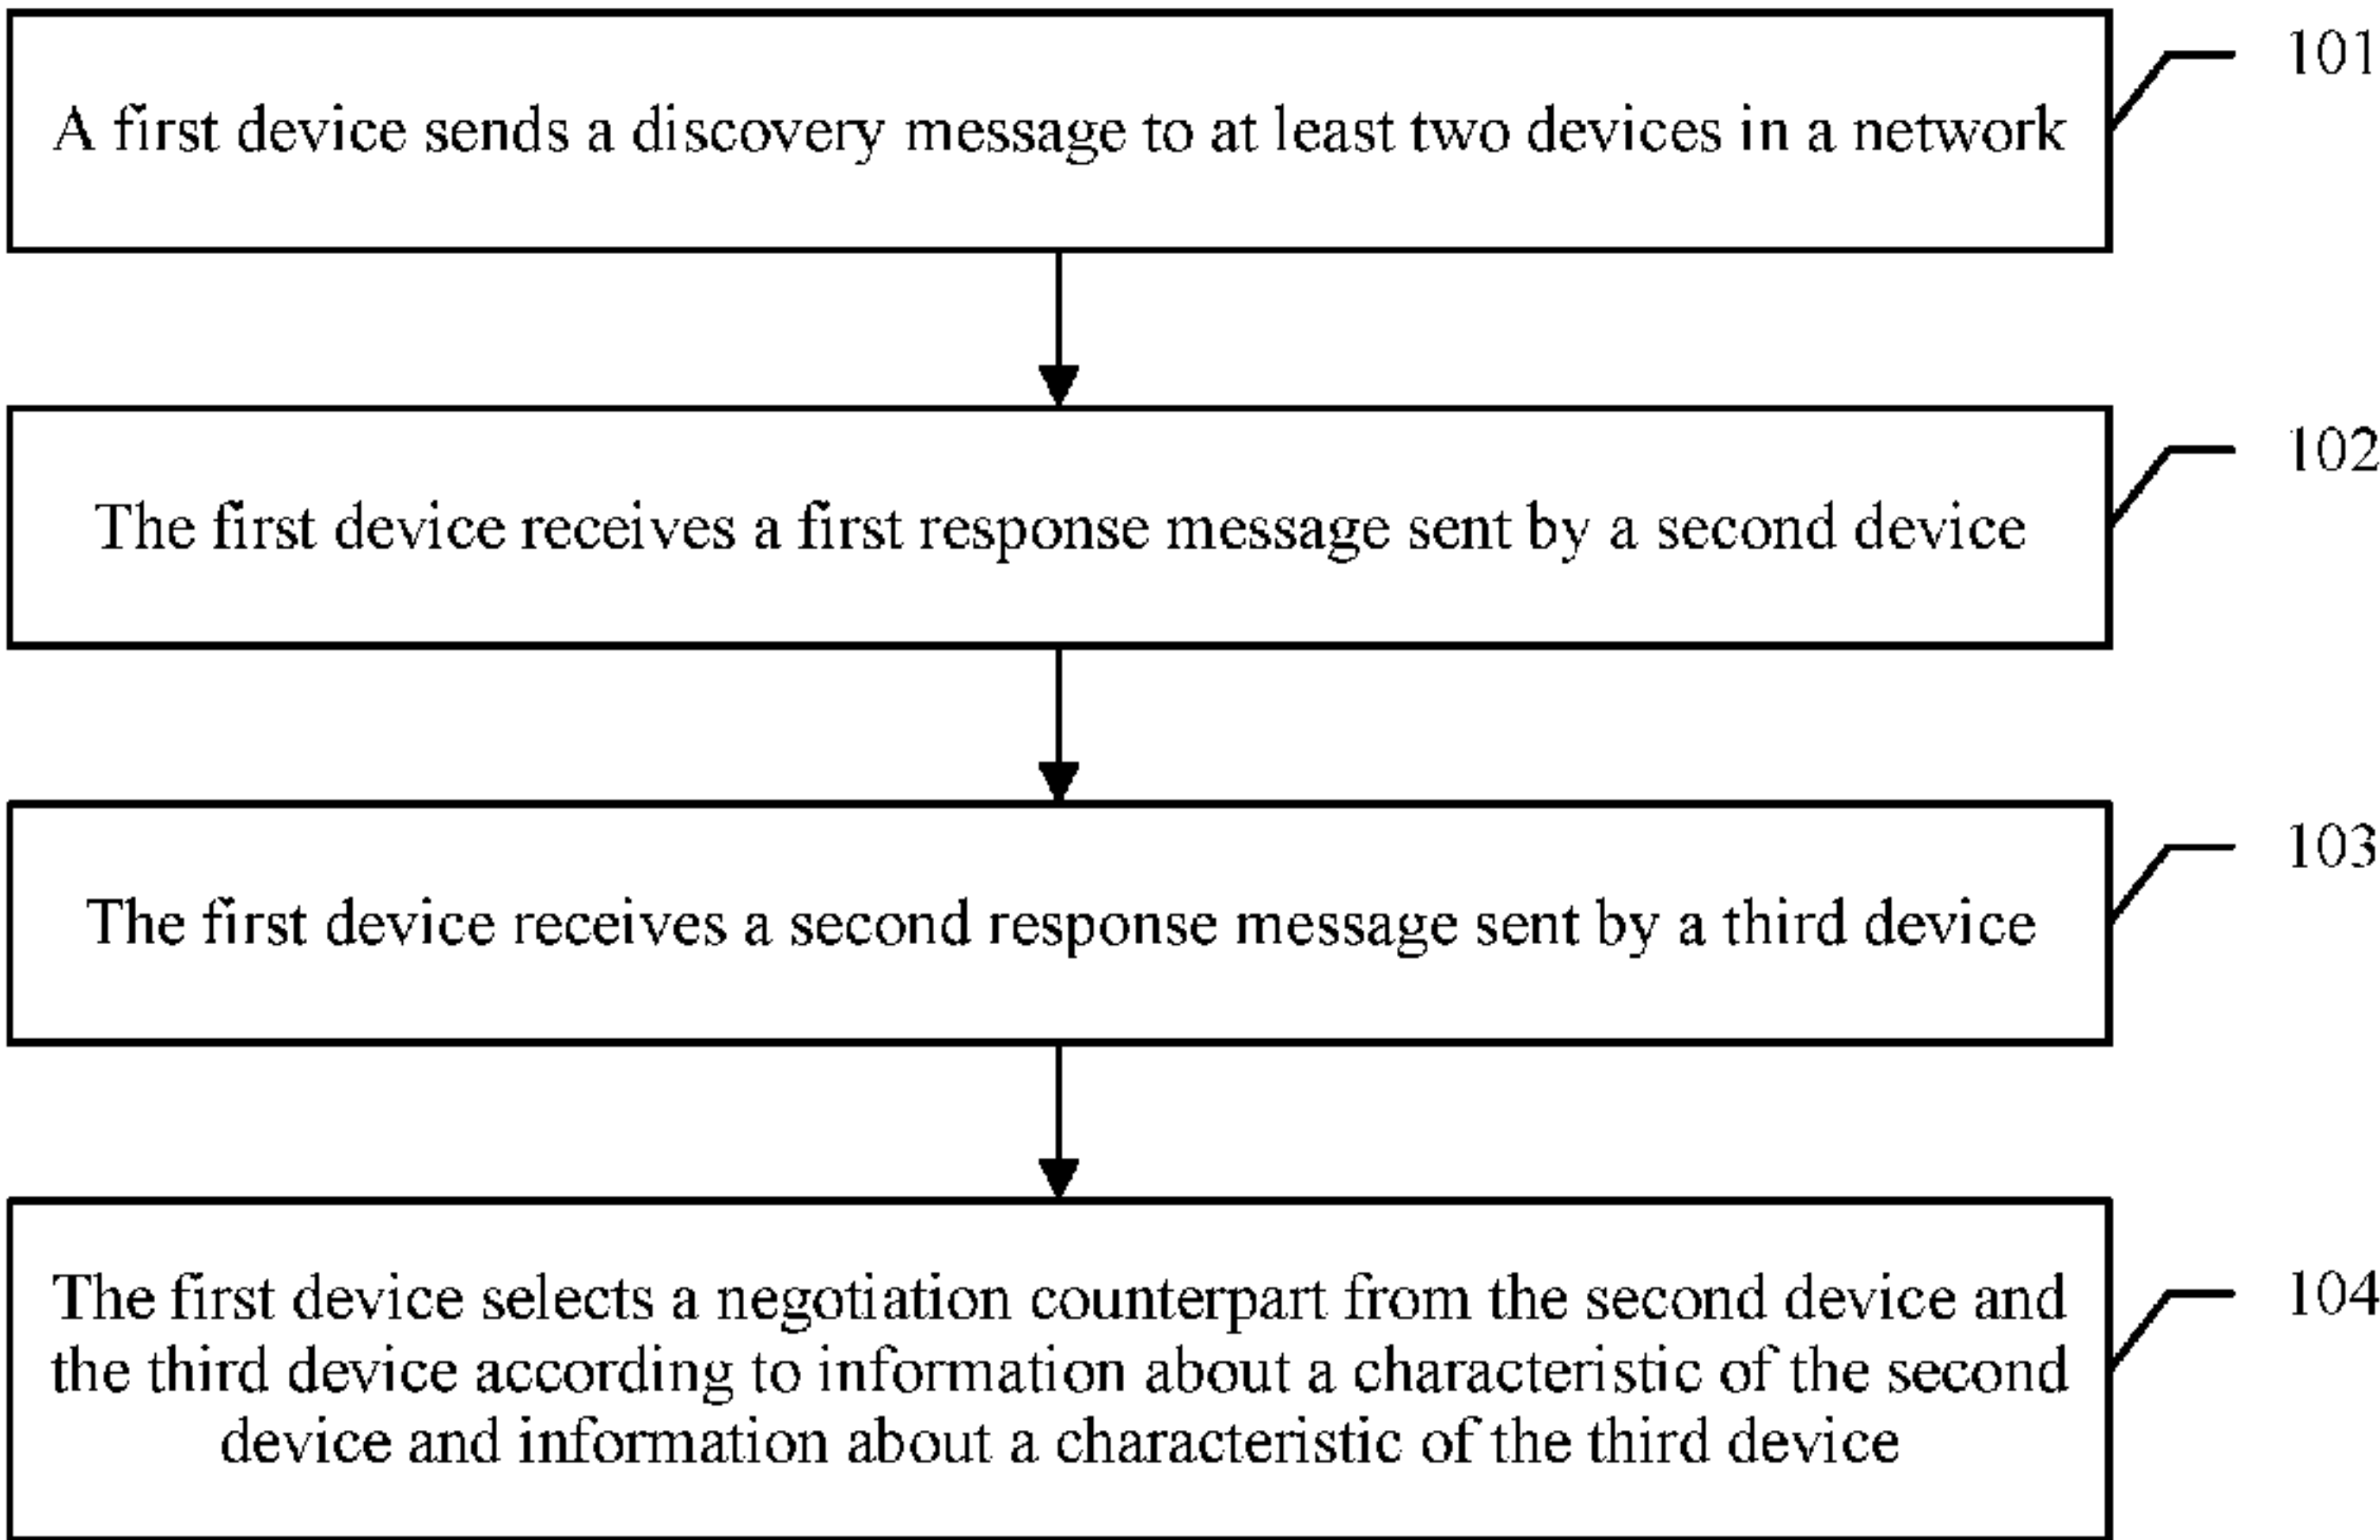 A first device sends a discovery message to at least two devices in a network
101
The first device receives a first response message sent by a second device
102
The first device receives a second response message sent by a third device
103
The first device selects a negotiation counterpart from the second device and
the third device according to information about a characteristic of the second
device and information about a characteristic of the third device
104